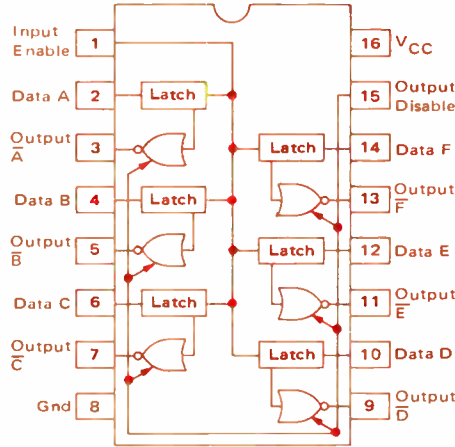 Input
Enable
1
16
VCC
Data A
2
Latch
15
Output
Disable
Output
A̅
3
Latch
14
Data F
Data B
4
Latch
13
Output
F̅
Output
B̅
5
Latch
12
Data E
Data C
6
Latch
11
Output
E̅
Output
C̅
7
Latch
10
Data D
Gnd
8
9
Output
D̅